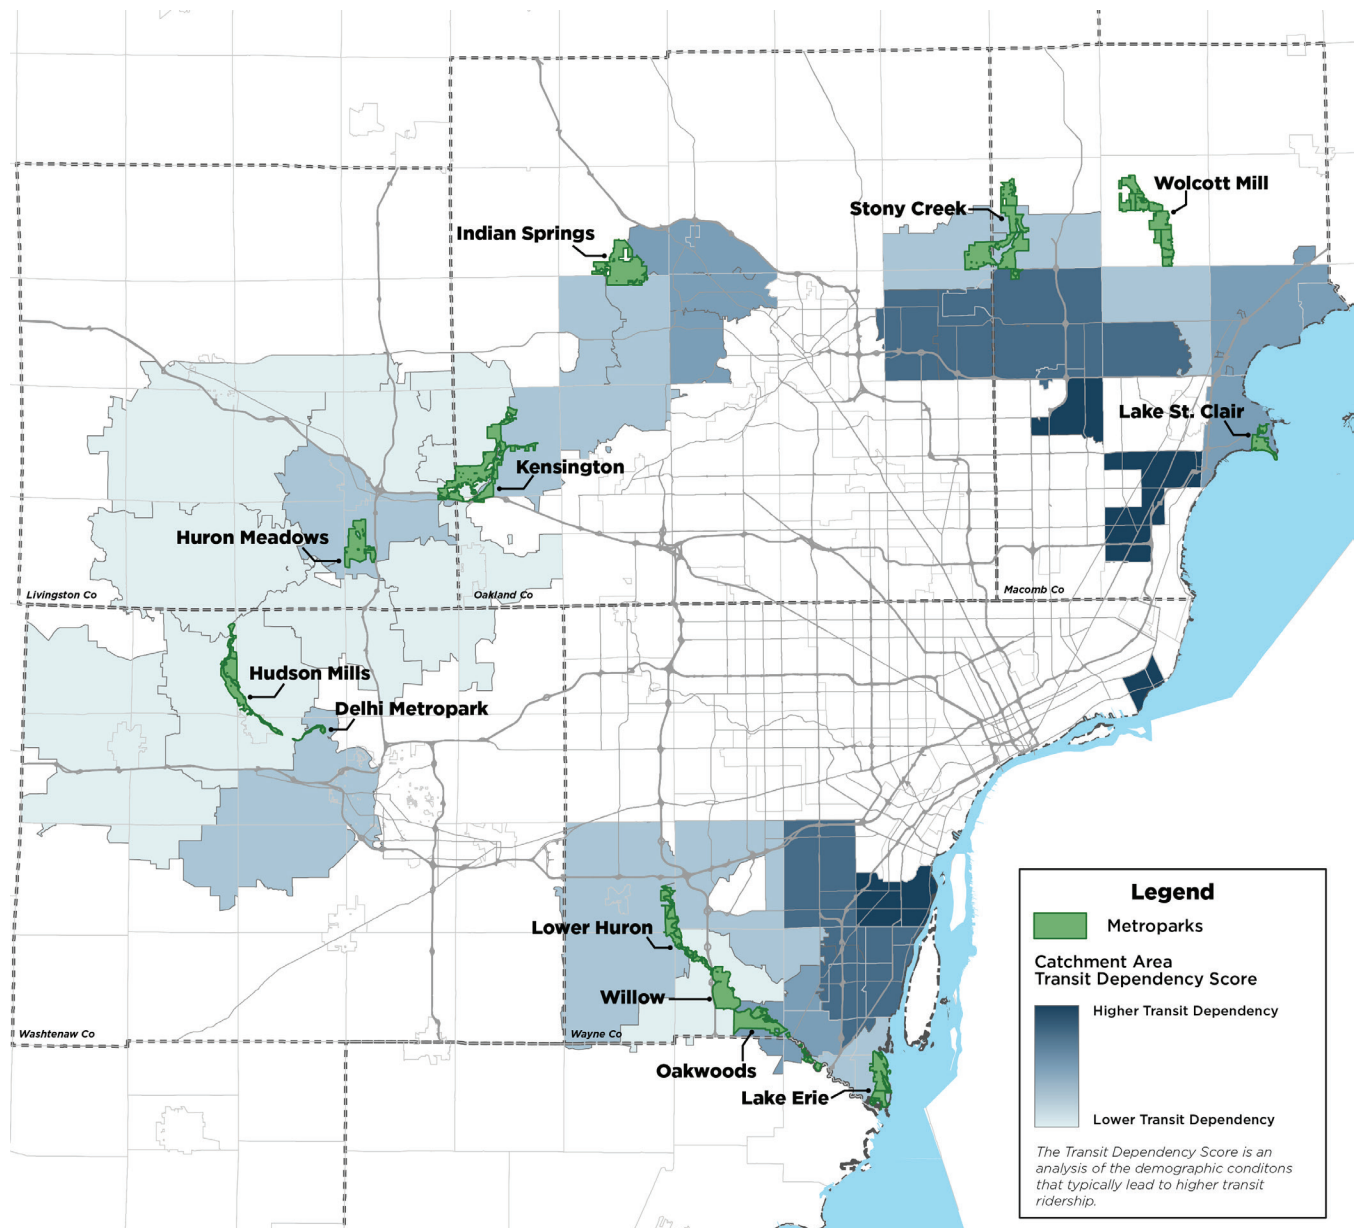 Wolcott Mill
Stony Creek
Indian Springs
Lake St. Clair
Kensington
Huron Meadows
Livingston Co
Oakland Co
Macomb Co
Hudson Mills
Delhi Metropark
Lower Huron
Willow
Washtenaw Co
Wayne Co
Oakwoods
Lake Erie
Legend
Metroparks
Catchment Area
Transit Dependency Score
Higher Transit Dependency
Lower Transit Dependency
The Transit Dependency Score is an
analysis of the demographic conditons
that typically lead to higher transit
ridership.